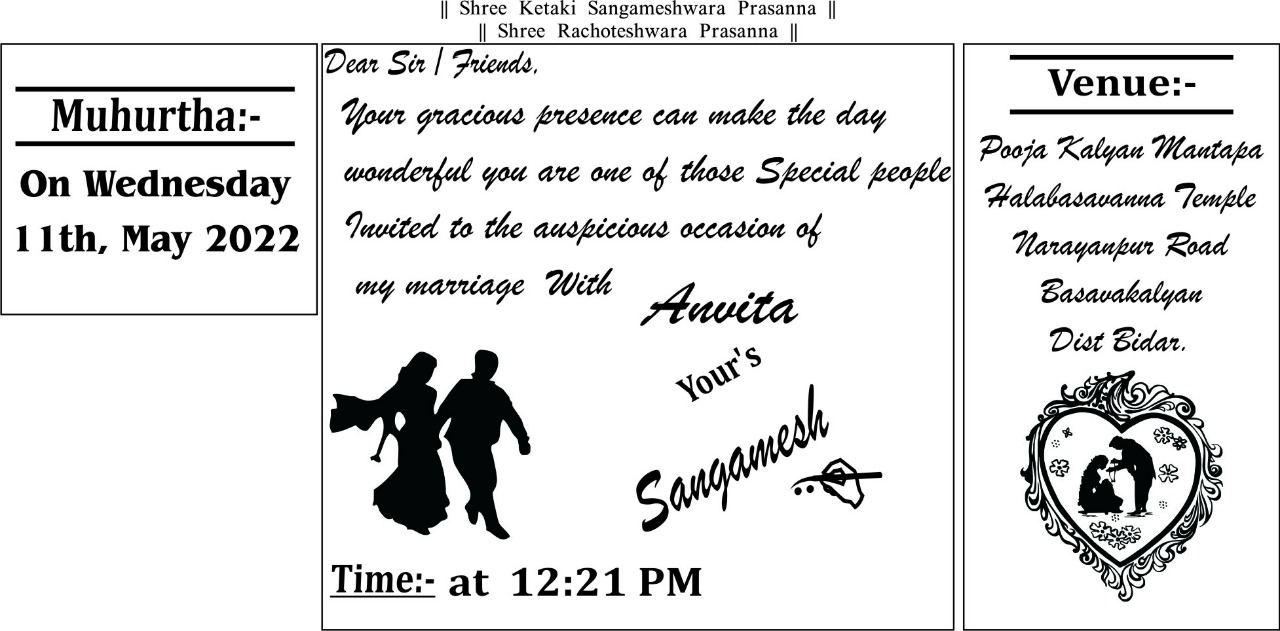 || Shree Ketaki Sangameshwara Prasanna ||
|| Shree Rachoteshwara Prasanna ||
Muhurtha:-
On Wednesday
11th, May 2022
Dear Sir / Friends,
Your gracious presence can make the day
wonderful you are one of those Special people
Invited to the auspicious occasion of
my marriage With
Anvita
Your's
Sangamesh
Time:- at 12:21 PM
Venue:-
Pooja Kalyan Mantapa
Halabasavanna Temple
Narayanpur Road
Basavakalyan
Dist Bidar.